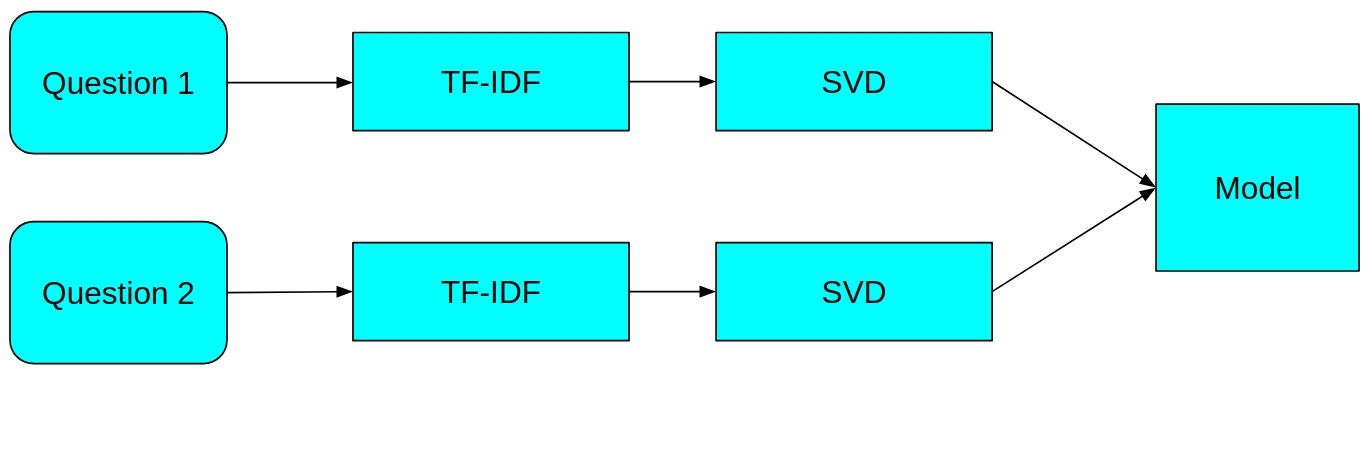 Question 1
TF-IDF
SVD
Model
Question 2
TF-IDF
SVD